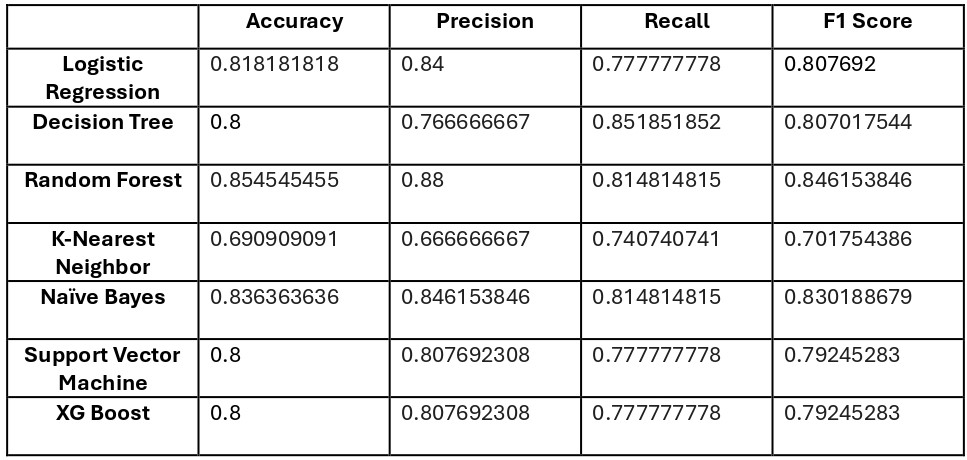 Accuracy Precision Recall F1 Score
Logistic 0.818181818 0.84 0.777777778 0.807692
Regression
Decision Tree 0.8 0.766666667 0.851851852 0.807017544
Random Forest 0.854545455 0.88 0.814814815 0.846153846
K-Nearest 0.690909091 0.666666667 0.740740741 0.701754386
Neighbor
Naïve Bayes 0.836363636 0.846153846 0.814814815 0.830188679
Support Vector 0.8 0.807692308 0.777777778 0.79245283
Machine
XG Boost 0.8 0.807692308 0.777777778 0.79245283